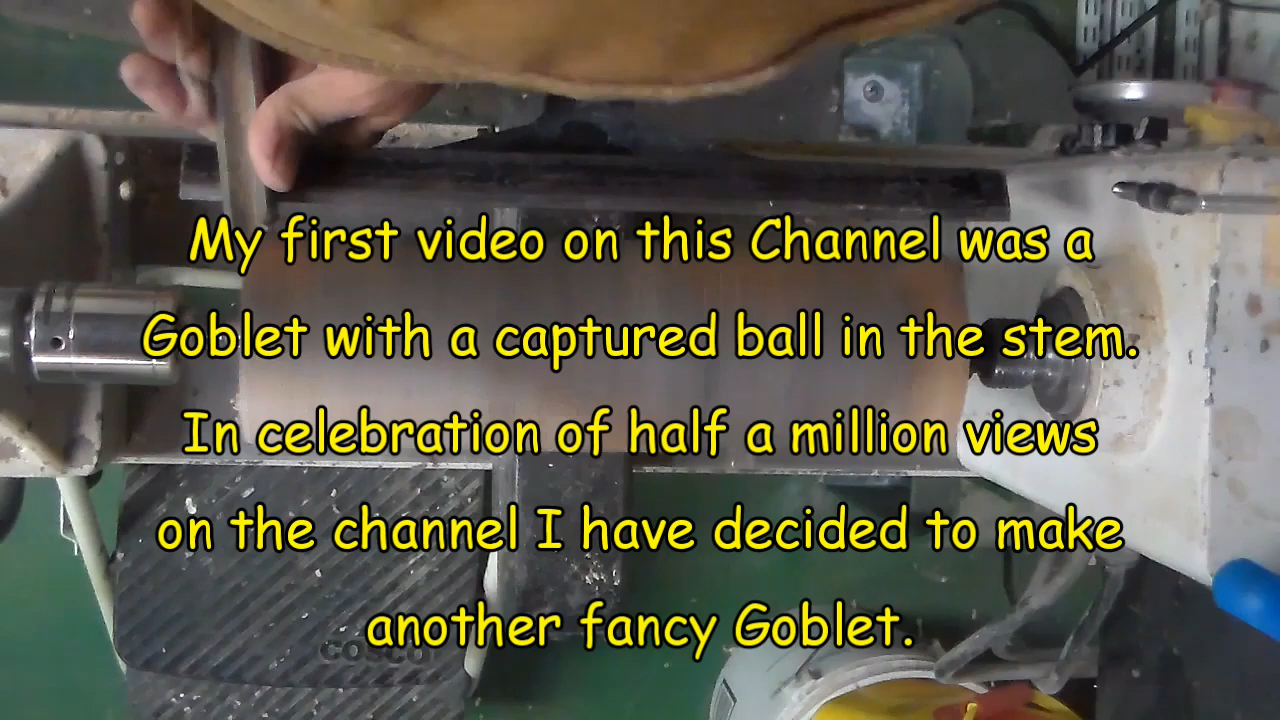 My first video on this Channel was a
Goblet with a captured ball in the stem.
In celebration of half a million views
on the channel I have decided to make
another fancy Goblet.